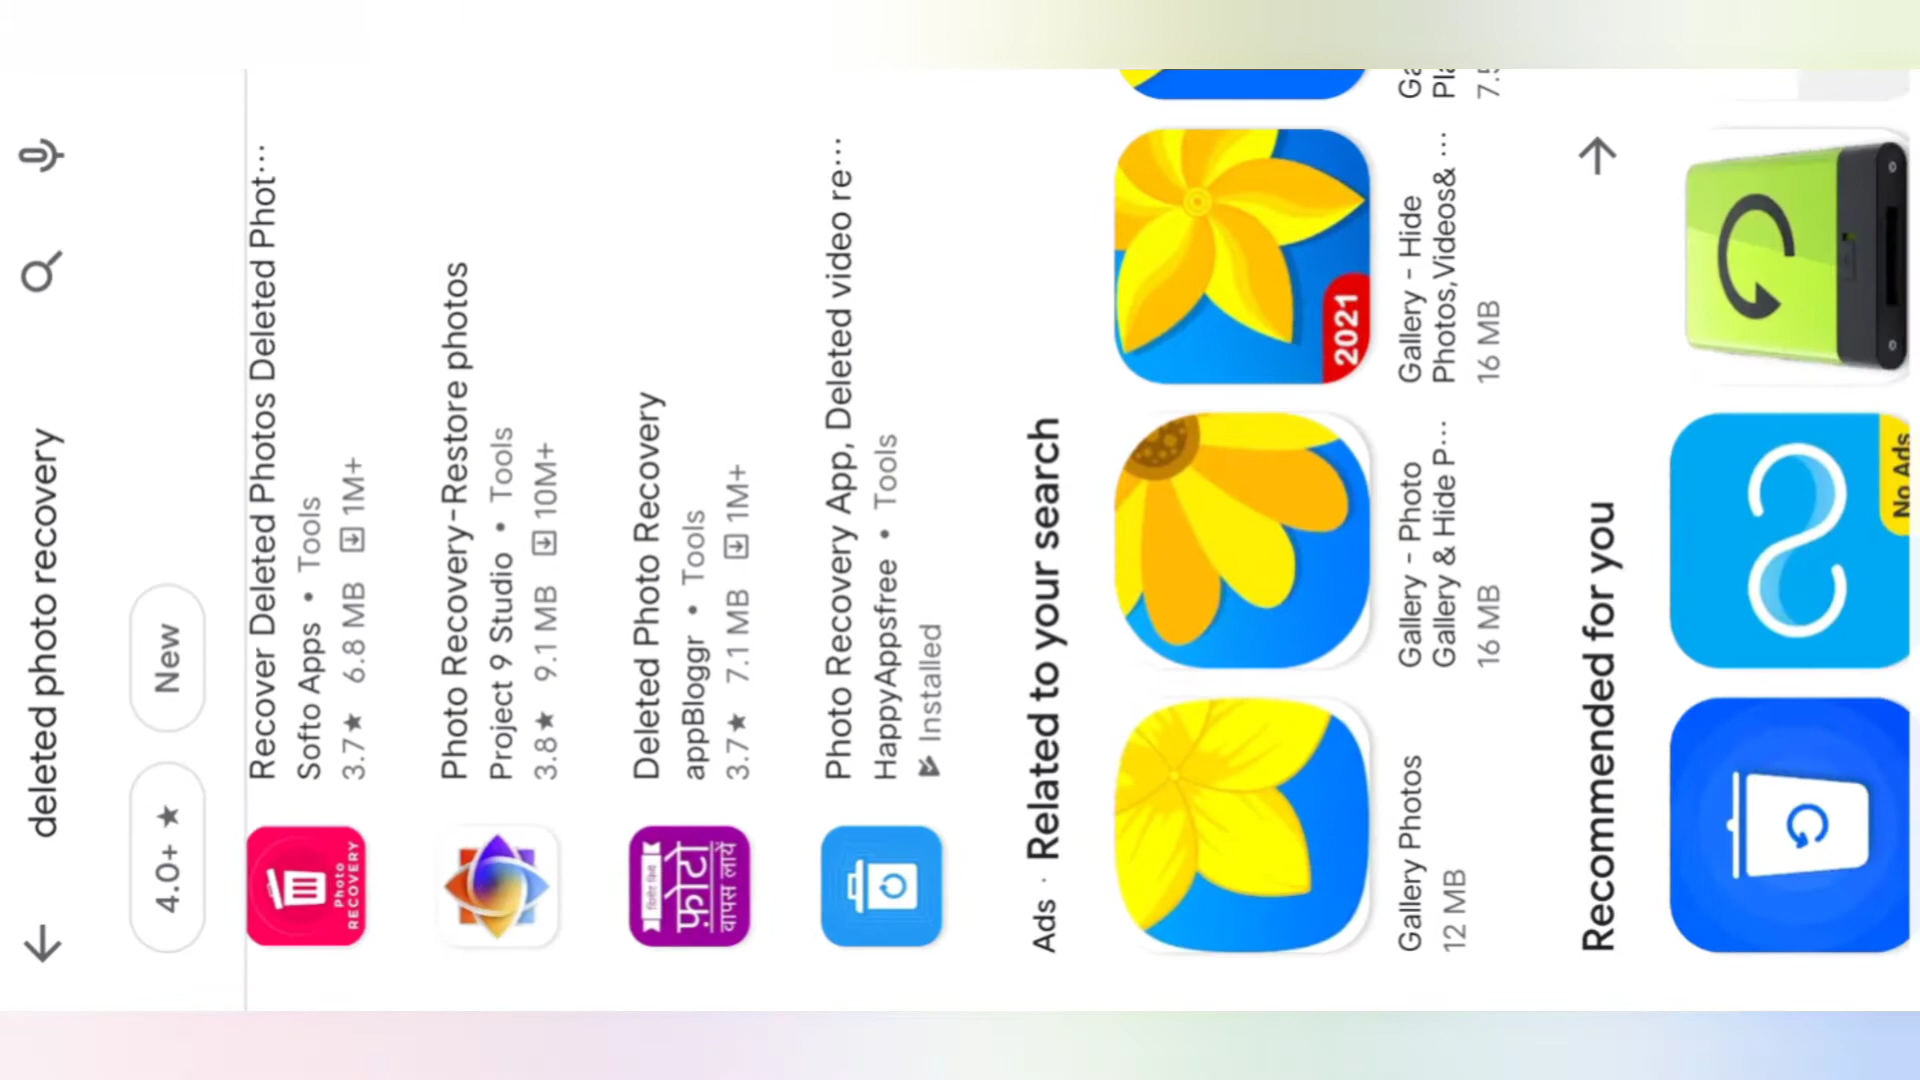 deleted photo recovery
4.0+ ★
New
Photo
RECOVERY
Recover Deleted Photos Deleted Phot…
Softo Apps • Tools
3.7★ 6.8 MB 1M+
Photo Recovery-Restore photos
Project 9 Studio • Tools
3.8★ 9.1 MB 10M+
फ़ोटो
वापस लायें
Deleted Photo Recovery
appBloggr • Tools
3.7★ 7.1 MB 1M+
Photo Recovery App, Deleted video re…
HappyAppsfree • Tools
Installed
Ads · Related to your search
2021
Gallery Photos
12 MB
Gallery - Photo
Gallery & Hide P…
16 MB
Gallery - Hide
Photos,Videos& …
16 MB
Ga
Pla
7.5
Recommended for you
No Ads